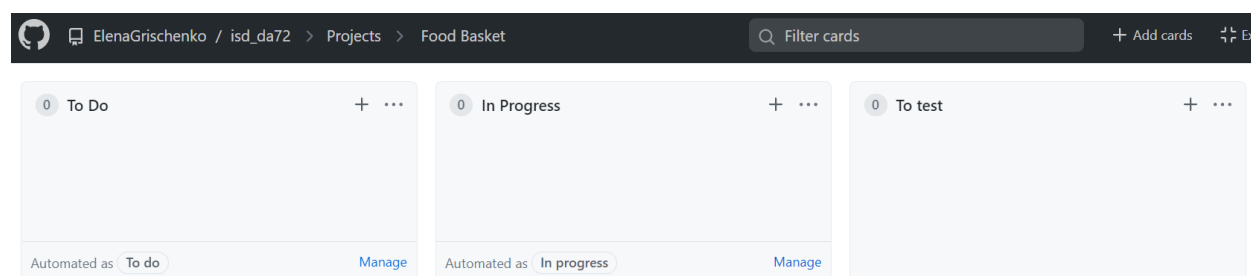 ElenaGrischenko / isd_da72 > Projects > Food Basket Filter cards + Add cards
0 To Do + ... 0 In Progress + ... 0 To test + ...
Automated as To do Manage Automated as In progress Manage